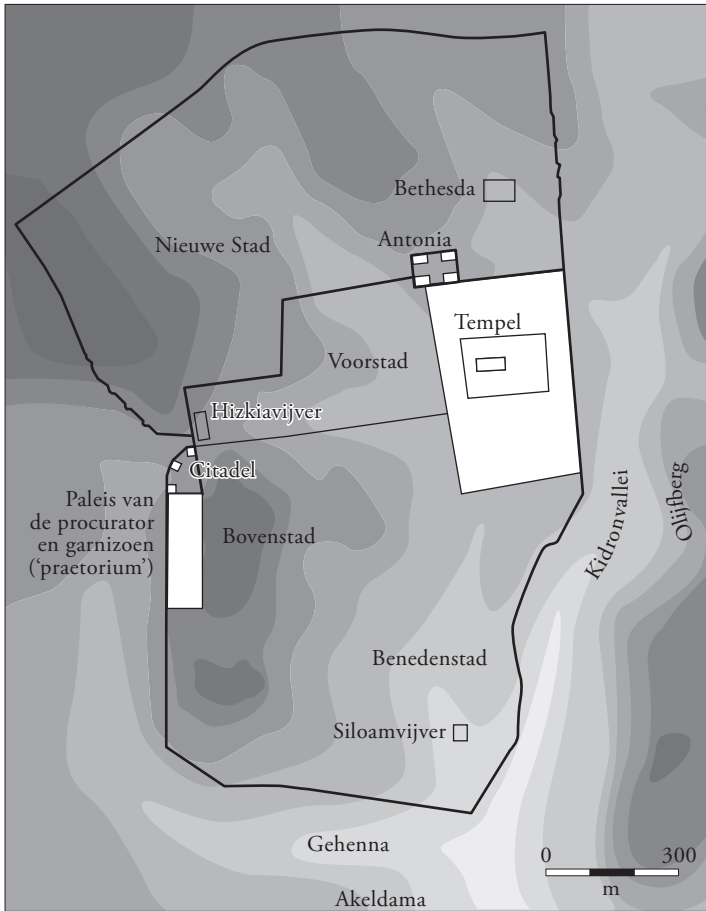 Bethesda
Antonia
Nieuwe Stad
Tempel
Voorstad
Hizkiavijver
Citadel
Paleis van
de procurator
en garnizoen
(‘praetorium’)
Bovenstad
Kidronvallei
Olijfberg
Benedenstad
Siloamvijver
Gehenna
0 300
m
Akeldama